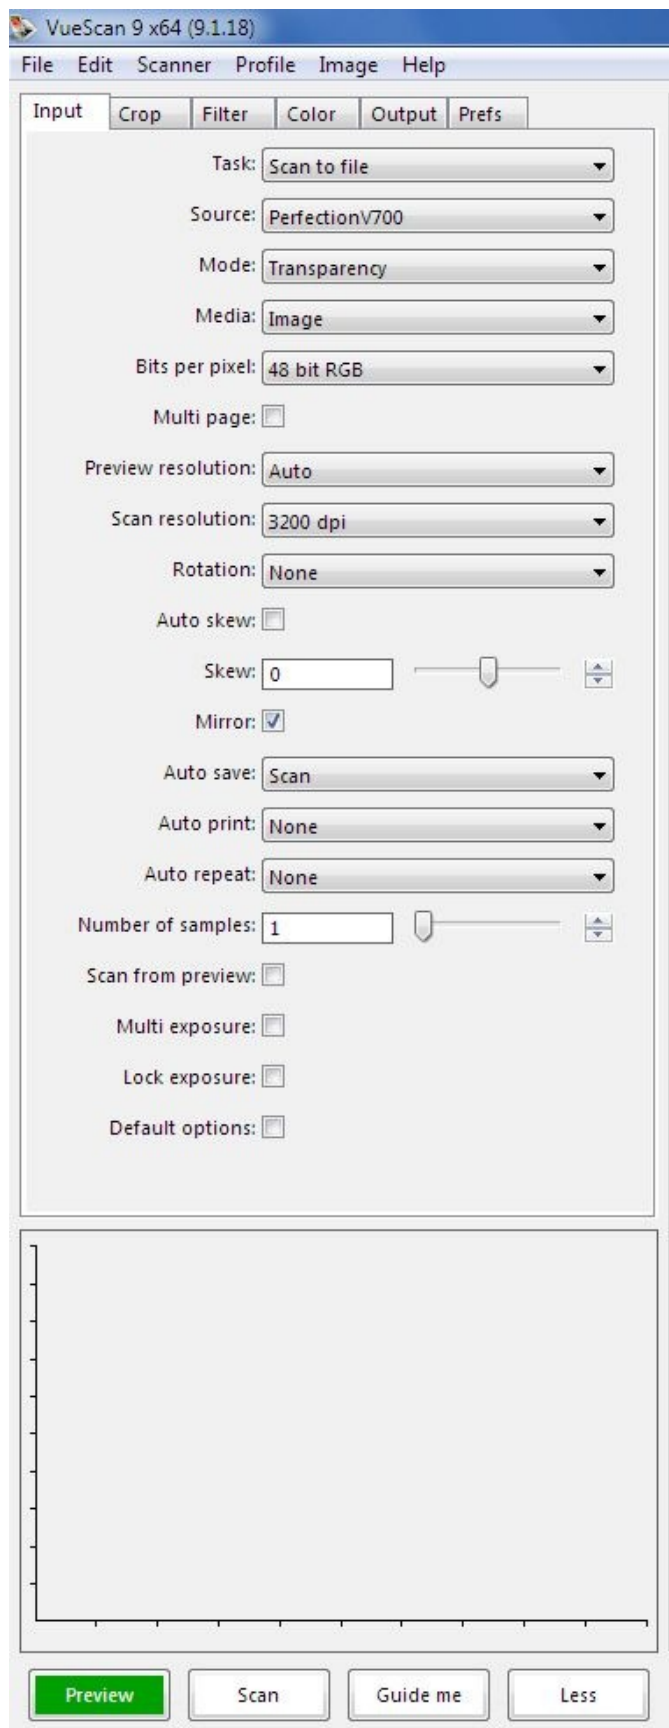 VueScan 9 x64 (9.1.18)
File Edit Scanner Profile Image Help
Input Crop Filter Color Output Prefs
Task: Scan to file
Source: PerfectionV700
Mode: Transparency
Media: Image
Bits per pixel: 48 bit RGB
Multi page:
Preview resolution: Auto
Scan resolution: 3200 dpi
Rotation: None
Auto skew:
Skew: 0
Mirror:
Auto save: Scan
Auto print: None
Auto repeat: None
Number of samples: 1
Scan from preview:
Multi exposure:
Lock exposure:
Default options:
Preview Scan Guide me Less